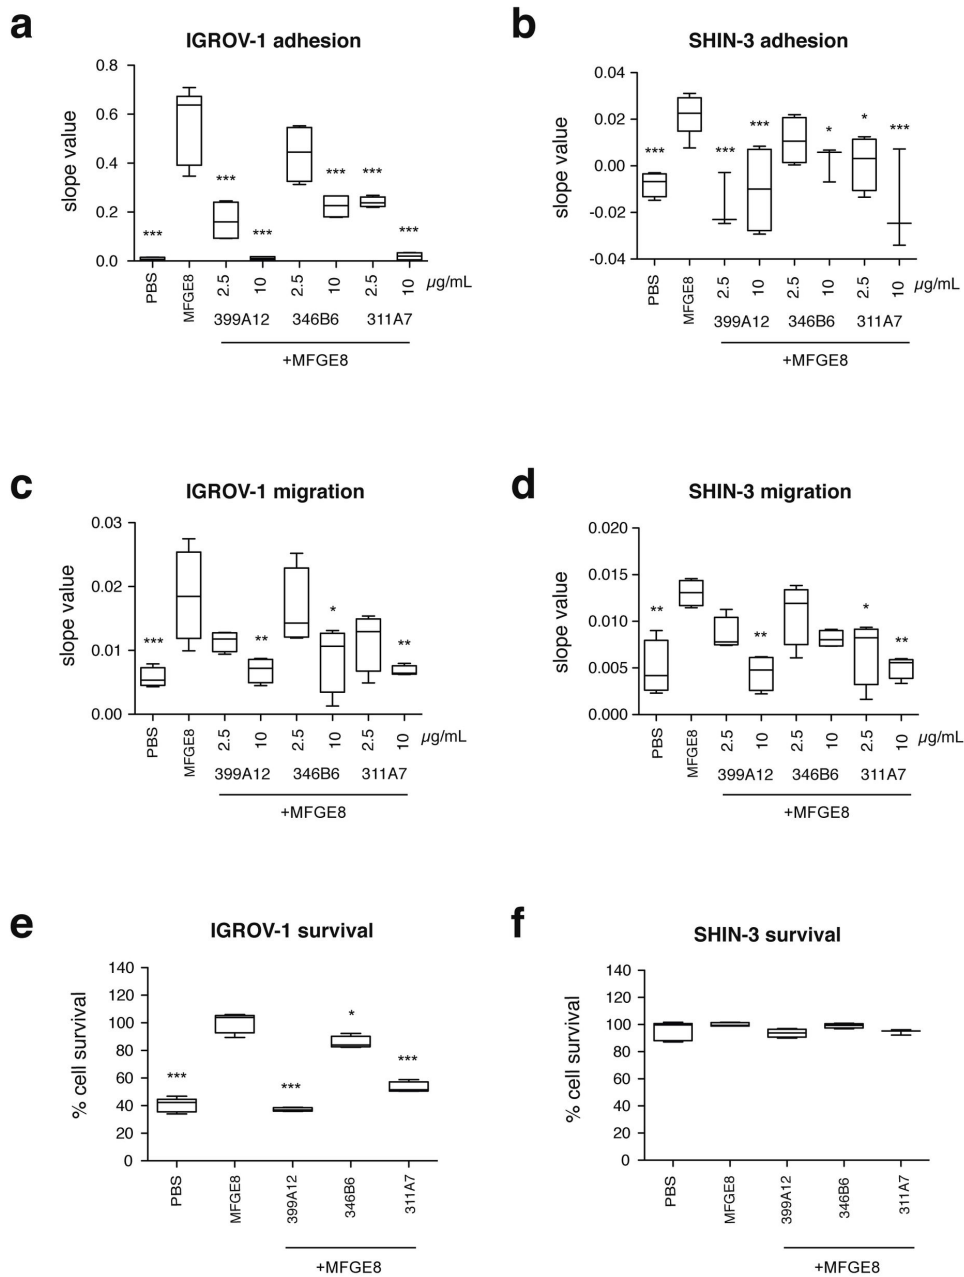 a
IGROV-1 adhesion
slope value
0.8
0.6
0.4
0.2
0.0
***
***
***
***
***
***
PBS
MFGE8
2.5
10
2.5
10
2.5
10
µg/mL
399A12
346B6
311A7
+MFGE8
b
SHIN-3 adhesion
slope value
0.04
0.02
0.00
-0.02
-0.04
***
***
***
*
*
***
PBS
MFGE8
2.5
10
2.5
10
2.5
10
µg/mL
399A12
346B6
311A7
+MFGE8
c
IGROV-1 migration
slope value
0.03
0.02
0.01
0.00
***
**
*
**
PBS
MFGE8
2.5
10
2.5
10
2.5
10
µg/mL
399A12
346B6
311A7
+MFGE8
d
SHIN-3 migration
slope value
0.020
0.015
0.010
0.005
0.000
**
**
*
**
PBS
MFGE8
2.5
10
2.5
10
2.5
10
µg/mL
399A12
346B6
311A7
+MFGE8
e
IGROV-1 survival
% cell survival
140
120
100
80
60
40
20
0
***
***
*
***
PBS
MFGE8
399A12
346B6
311A7
+MFGE8
f
SHIN-3 survival
% cell survival
140
120
100
80
60
40
20
0
PBS
MFGE8
399A12
346B6
311A7
+MFGE8